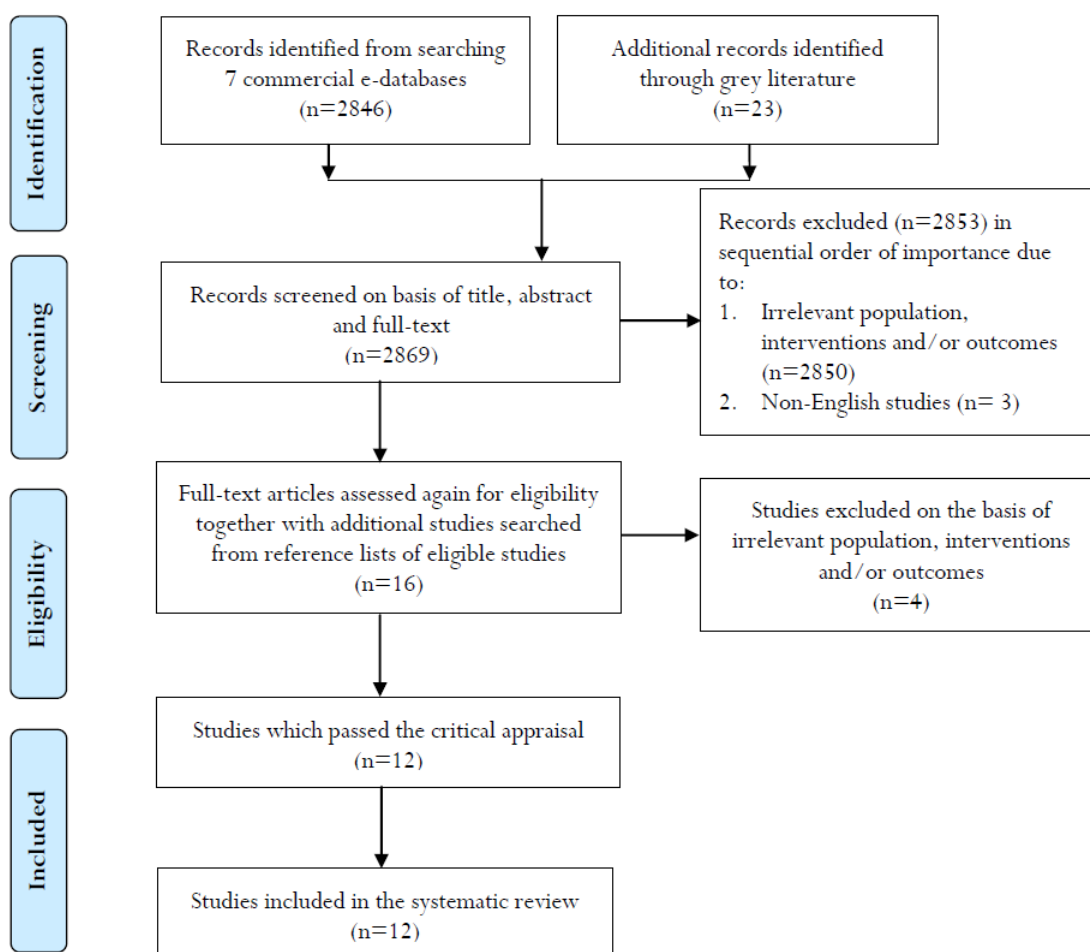 Identification
Records identified from searching
7 commercial e-databases
(n=2846)
Additional records identified
through grey literature
(n=23)
Screening
Records screened on basis of title, abstract
and full-text
(n=2869)
Records excluded (n=2853) in
sequential order of importance due
to:
1. Irrelevant population,
interventions and/or outcomes
(n=2850)
2. Non-English studies (n= 3)
Eligibility
Full-text articles assessed again for eligibility
together with additional studies searched
from reference lists of eligible studies
(n=16)
Studies excluded on the basis of
irrelevant population, interventions
and/or outcomes
(n=4)
Included
Studies which passed the critical appraisal
(n=12)
Studies included in the systematic review
(n=12)